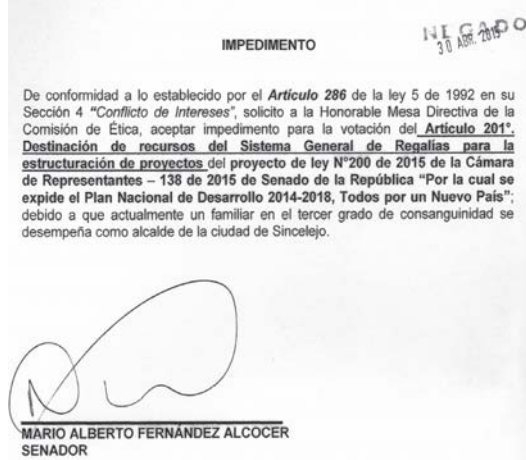 NEGADO
30 ABR. 2015
IMPEDIMENTO
De conformidad a lo establecido por el Artículo 286 de la ley 5 de 1992 en su
Sección 4 “Conflicto de Intereses”, solicito a la Honorable Mesa Directiva de la
Comisión de Ética, aceptar impedimento para la votación del Artículo 201°.
Destinación de recursos del Sistema General de Regalías para la
estructuración de proyectos del proyecto de ley N°200 de 2015 de la Cámara
de Representantes – 138 de 2015 de Senado de la República “Por la cual se
expide el Plan Nacional de Desarrollo 2014-2018, Todos por un Nuevo País”;
debido a que actualmente un familiar en el tercer grado de consanguinidad se
desempeña como alcalde de la ciudad de Sincelejo.
MARIO ALBERTO FERNÁNDEZ ALCOCER
SENADOR